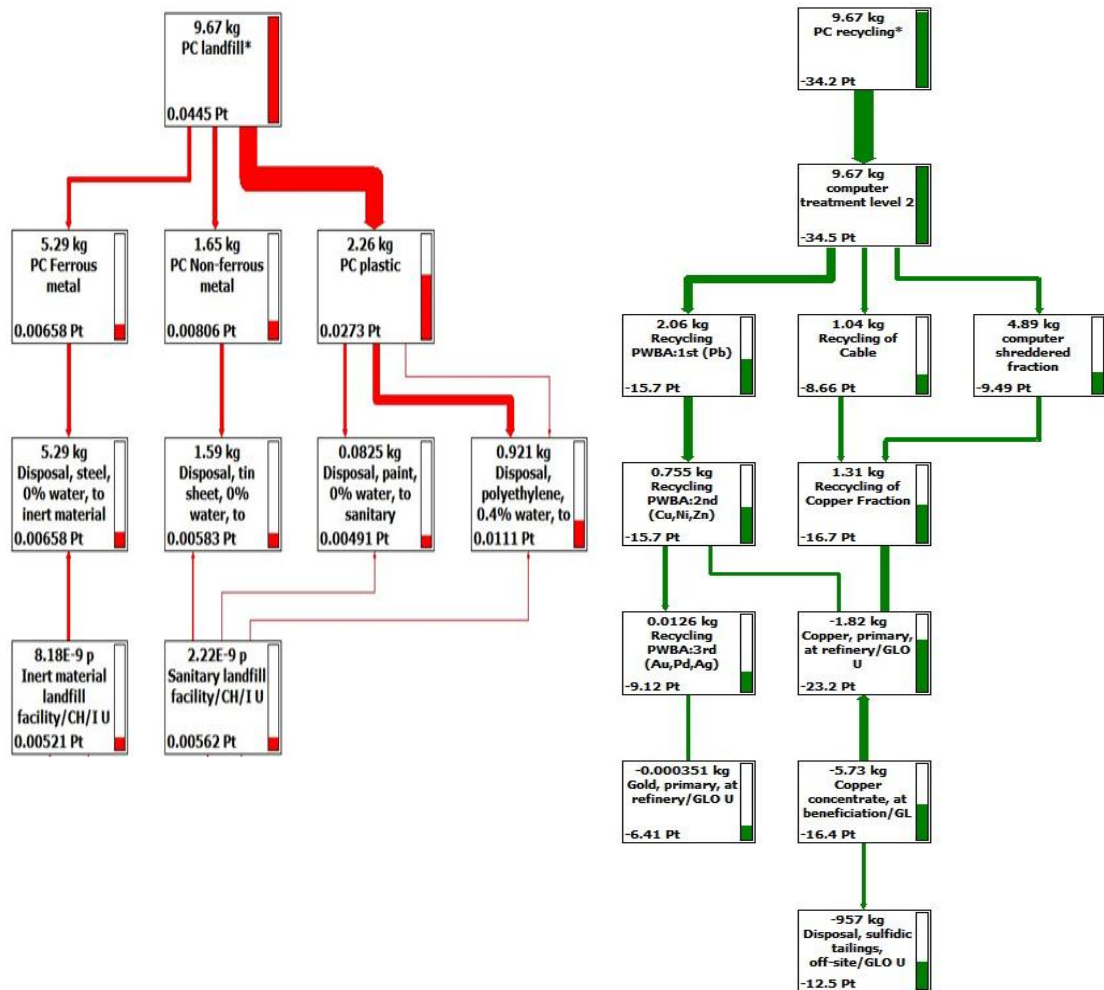 9.67 kg
PC landfill*
0.0445 Pt
5.29 kg
PC Ferrous
metal
0.00658 Pt
1.65 kg
PC Non-ferrous
metal
0.00806 Pt
2.26 kg
PC plastic
0.0273 Pt
5.29 kg
Disposal, steel,
0% water, to
inert material
0.00658 Pt
1.59 kg
Disposal, tin
sheet, 0%
water, to
0.00583 Pt
0.0825 kg
Disposal, paint,
0% water, to
sanitary
0.00491 Pt
0.921 kg
Disposal,
polyethylene,
0.4% water, to
0.0111 Pt
8.18E-9 p
Inert material
landfill
facility/CH/I U
0.00521 Pt
2.22E-9 p
Sanitary landfill
facility/CH/I U
0.00562 Pt
9.67 kg
PC recycling*
-34.2 Pt
9.67 kg
computer
treatment level 2
-34.5 Pt
2.06 kg
Recycling
PWBA:1st (Pb)
-15.7 Pt
1.04 kg
Recycling of
Cable
-8.66 Pt
4.89 kg
computer
shreddered
fraction
-9.49 Pt
0.755 kg
Recycling
PWBA:2nd
(Cu,Ni,Zn)
-15.7 Pt
1.31 kg
Reccycling of
Copper Fraction
-16.7 Pt
0.0126 kg
Recycling
PWBA:3rd
(Au,Pd,Ag)
-9.12 Pt
-1.82 kg
Copper, primary,
at refinery/GLO
U
-23.2 Pt
-0.000351 kg
Gold, primary, at
refinery/GLO U
-6.41 Pt
-5.73 kg
Copper
concentrate, at
beneficiation/GL
-16.4 Pt
-957 kg
Disposal, sulfidic
tailings,
off-site/GLO U
-12.5 Pt